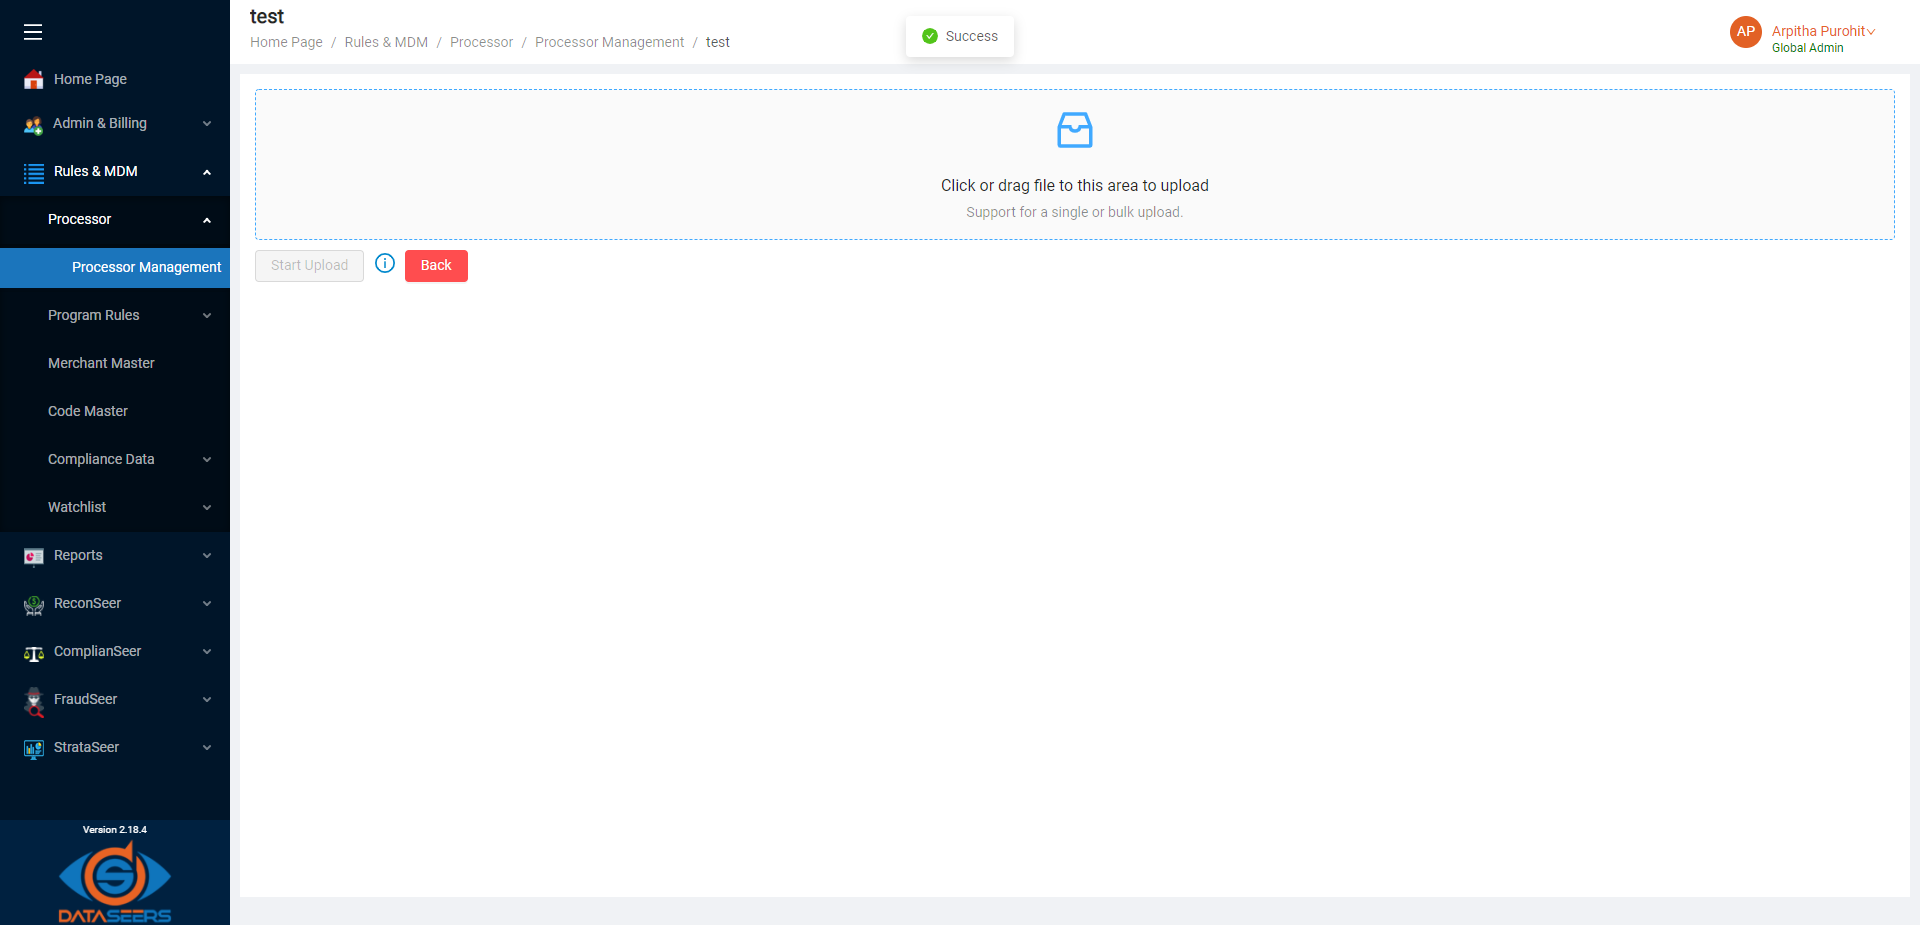 test
Home Page / Rules & MDM / Processor / Processor Management / test
Success
AP
Arpitha Purohit
Global Admin
Home Page
Admin & Billing
Rules & MDM
Processor
Processor Management
Program Rules
Merchant Master
Code Master
Compliance Data
Watchlist
Reports
ReconSeer
ComplianSeer
FraudSeer
StrataSeer
Version 2.18.4
DATASEERS
Click or drag file to this area to upload
Support for a single or bulk upload.
Start Upload
Back